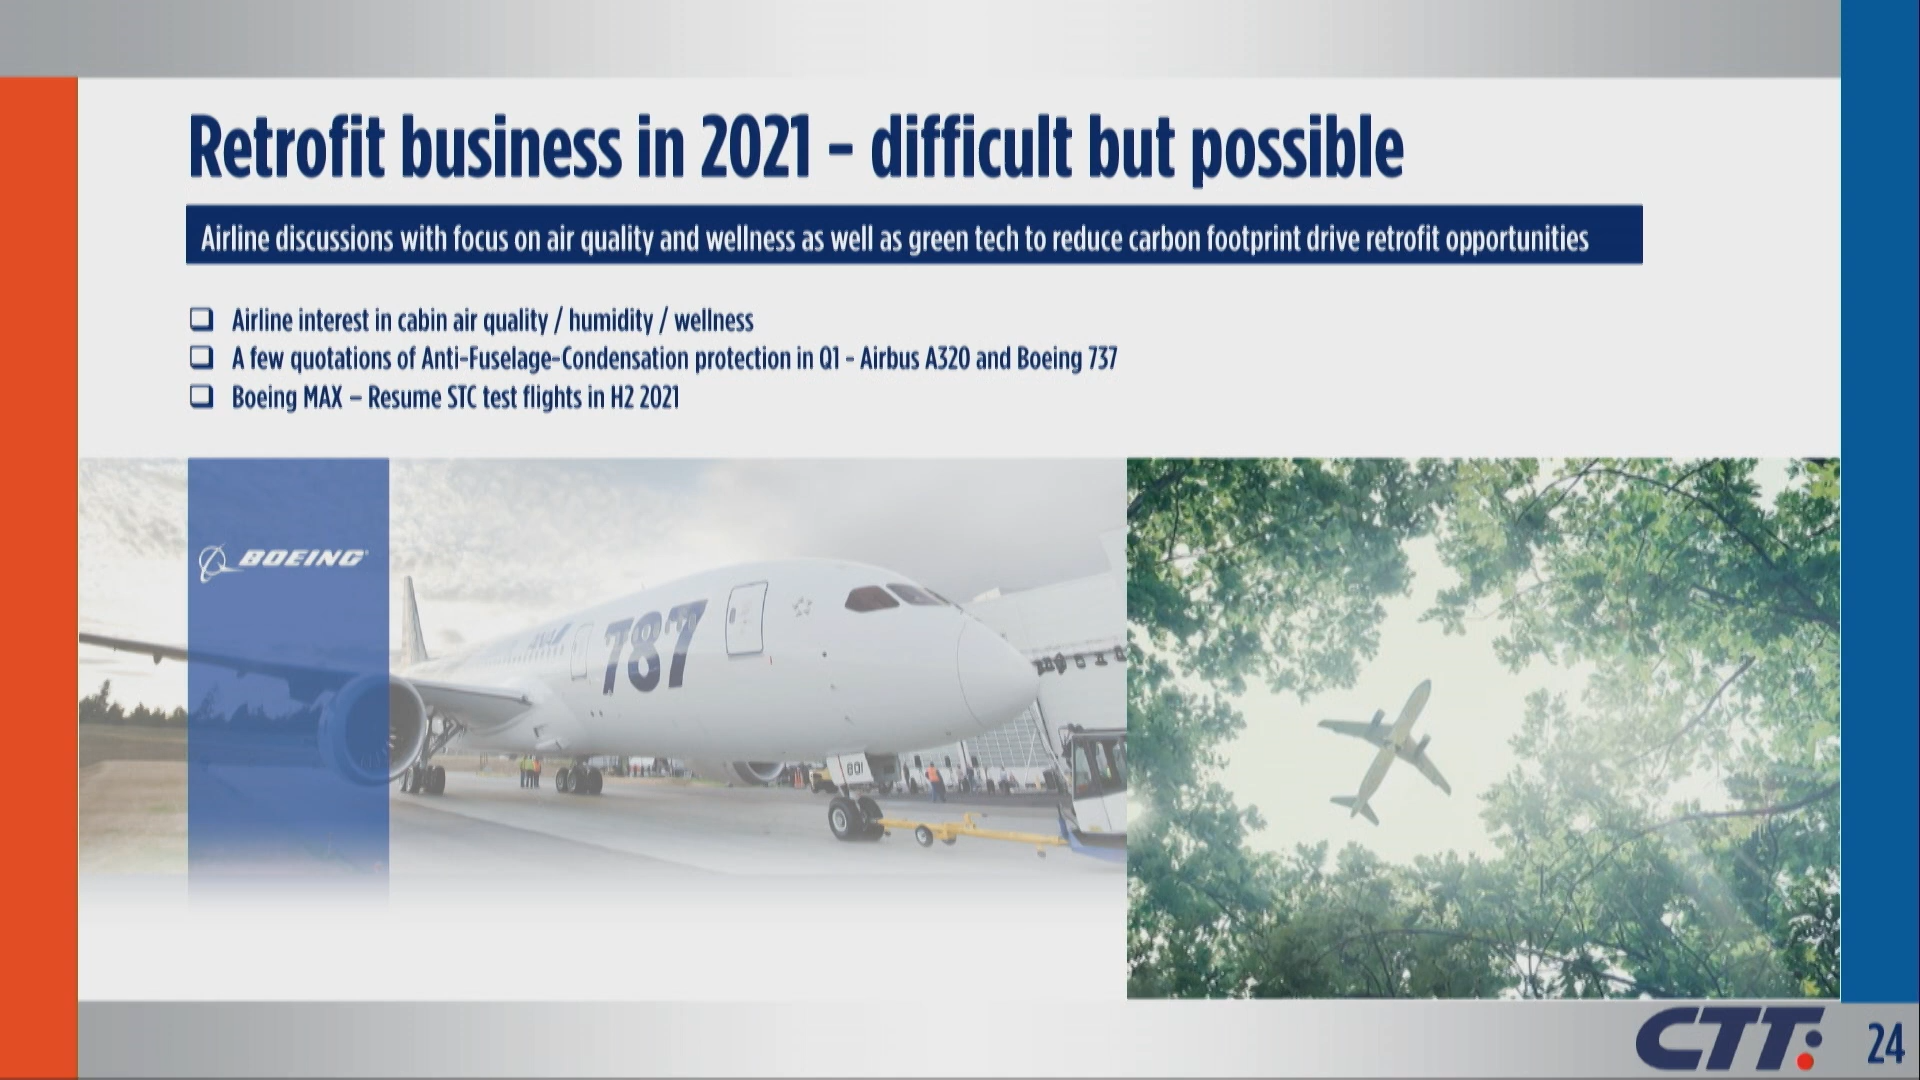 Retrofit business in 2021 – difficult but possible
Airline discussions with focus on air quality and wellness as well as green tech to reduce carbon footprint drive retrofit opportunities
Airline interest in cabin air quality / humidity / wellness
A few quotations of Anti-Fuselage-Condensation protection in Q1 - Airbus A320 and Boeing 737
Boeing MAX – Resume STC test flights in H2 2021
BOEING
787
801
CTT
24